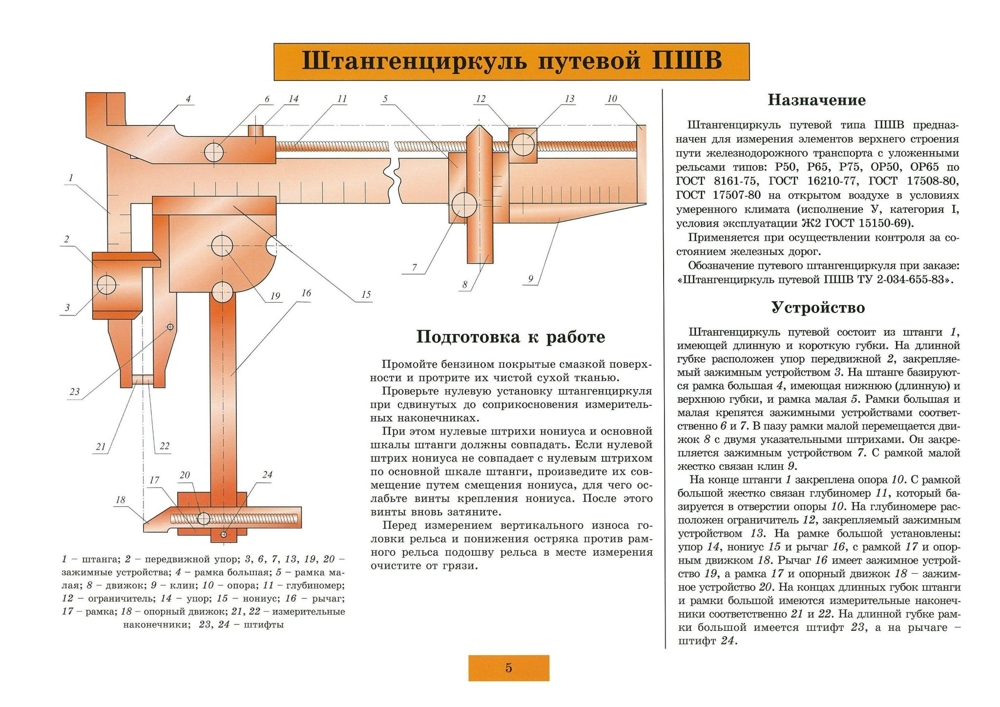 Штангенциркуль путевой ПШВ
4
6
14
11
5
12
13
10
1
2
3
7
8
9
19
16
15
23
21
22
17
20
24
18
1 – штанга; 2 – передвижной упор; 3, 6, 7, 13, 19, 20 –
зажимные устройства; 4 – рамка большая; 5 – рамка ма-
лая; 8 – движок; 9 – клин; 10 – опора; 11 – глубиномер;
12 – ограничитель; 14 – упор; 15 – нониус; 16 – рычаг;
17 – рамка; 18 – опорный движок; 21, 22 – измерительные
наконечники; 23, 24 – штифты
Подготовка к работе
Промойте бензином покрытые смазкой поверх-
ности и протрите их чистой сухой тканью.
Проверьте нулевую установку штангенциркуля
при сдвинутых до соприкосновения измеритель-
ных наконечниках.
При этом нулевые штрихи нониуса и основной
шкалы штанги должны совпадать. Если нулевой
штрих нониуса не совпадает с нулевым штрихом
по основной шкале штанги, произведите их сов-
мещение путем смещения нониуса, для чего ос-
лабьте винты крепления нониуса. После этого
винты вновь затяните.
Перед измерением вертикального износа го-
ловки рельса и понижения остряка против рам-
ного рельса подошву рельса в месте измерения
очистите от грязи.
Назначение
Штангенциркуль путевой типа ПШВ предназ-
начен для измерения элементов верхнего строения
пути железнодорожного транспорта с уложенными
рельсами типов: Р50, Р65, Р75, ОР50, ОР65 по
ГОСТ 8161-75, ГОСТ 16210-77, ГОСТ 17508-80,
ГОСТ 17507-80 на открытом воздухе в условиях
умеренного климата (исполнение У, категория I,
условия эксплуатации Ж2 ГОСТ 15150-69).
Применяется при осуществлении контроля за со-
стоянием железных дорог.
Обозначение путевого штангенциркуля при заказе:
«Штангенциркуль путевой ПШВ ТУ 2-034-655-83».
Устройство
Штангенциркуль путевой состоит из штанги 1,
имеющей длинную и короткую губки. На длинной
губке расположен упор передвижной 2, закрепляе-
мый зажимным устройством 3. На штанге базируют-
ся рамка большая 4, имеющая нижнюю (длинную) и
верхнюю губки, и рамка малая 5. Рамки большая и
малая крепятся зажимными устройствами соответ-
ственно 6 и 7. В пазу рамки малой перемещается дви-
жок 8 с двумя указательными штрихами. Он закре-
пляется зажимным устройством 7. С рамкой малой
жестко связан клин 9.
На конце штанги 1 закреплена опора 10. С рамкой
большой жестко связан глубиномер 11, который ба-
зируется в отверстии опоры 10. На глубиномере рас-
положен ограничитель 12, закрепляемый зажимным
устройством 13. На рамке большой установлены:
упор 14, нониус 15 и рычаг 16, с рамкой 17 и опор-
ным движком 18. Рычаг 16 имеет зажимное устрой-
ство 19, а рамка 17 и опорный движок 18 – зажим-
ное устройство 20. На концах длинных губок штанги
и рамки большой имеются измерительные наконеч-
ники соответственно 21 и 22. На длинной губке рам-
ки большой имеется штифт 23, а на рычаге –
штифт 24.
5